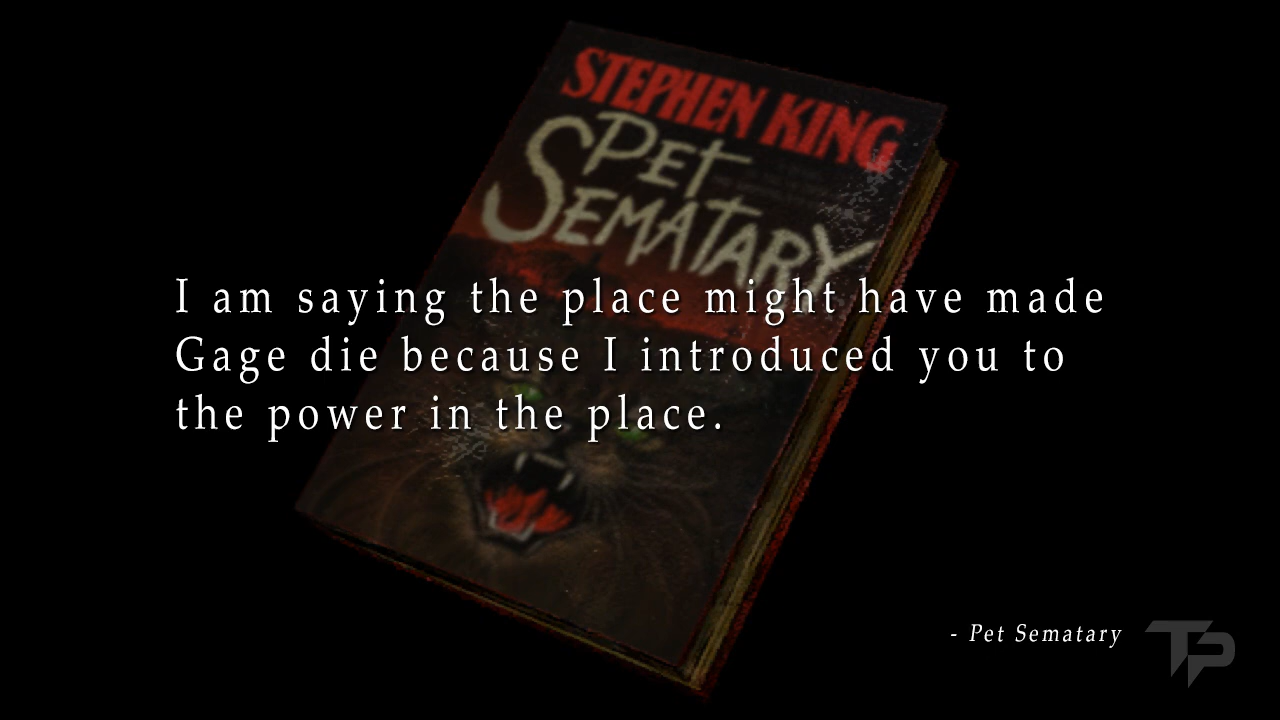 STEPHEN KING
PET
SEMATARY
I am saying the place might have made
Gage die because I introduced you to
the power in the place.
- Pet Sematary
TP